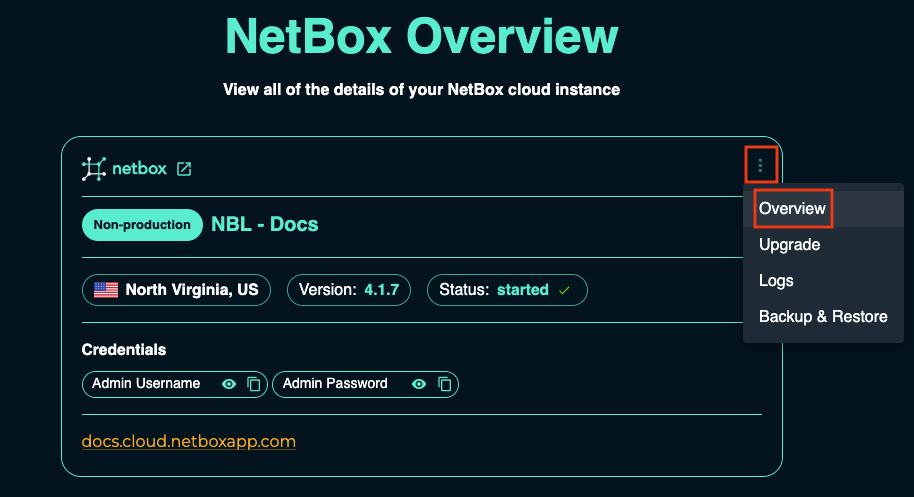 NetBox Overview
View all of the details of your NetBox cloud instance
netbox
Non-production NBL - Docs
Overview
Upgrade
Logs
Backup & Restore
North Virginia, US Version: 4.1.7 Status: started
Credentials
Admin Username Admin Password
docs.cloud.netboxapp.com